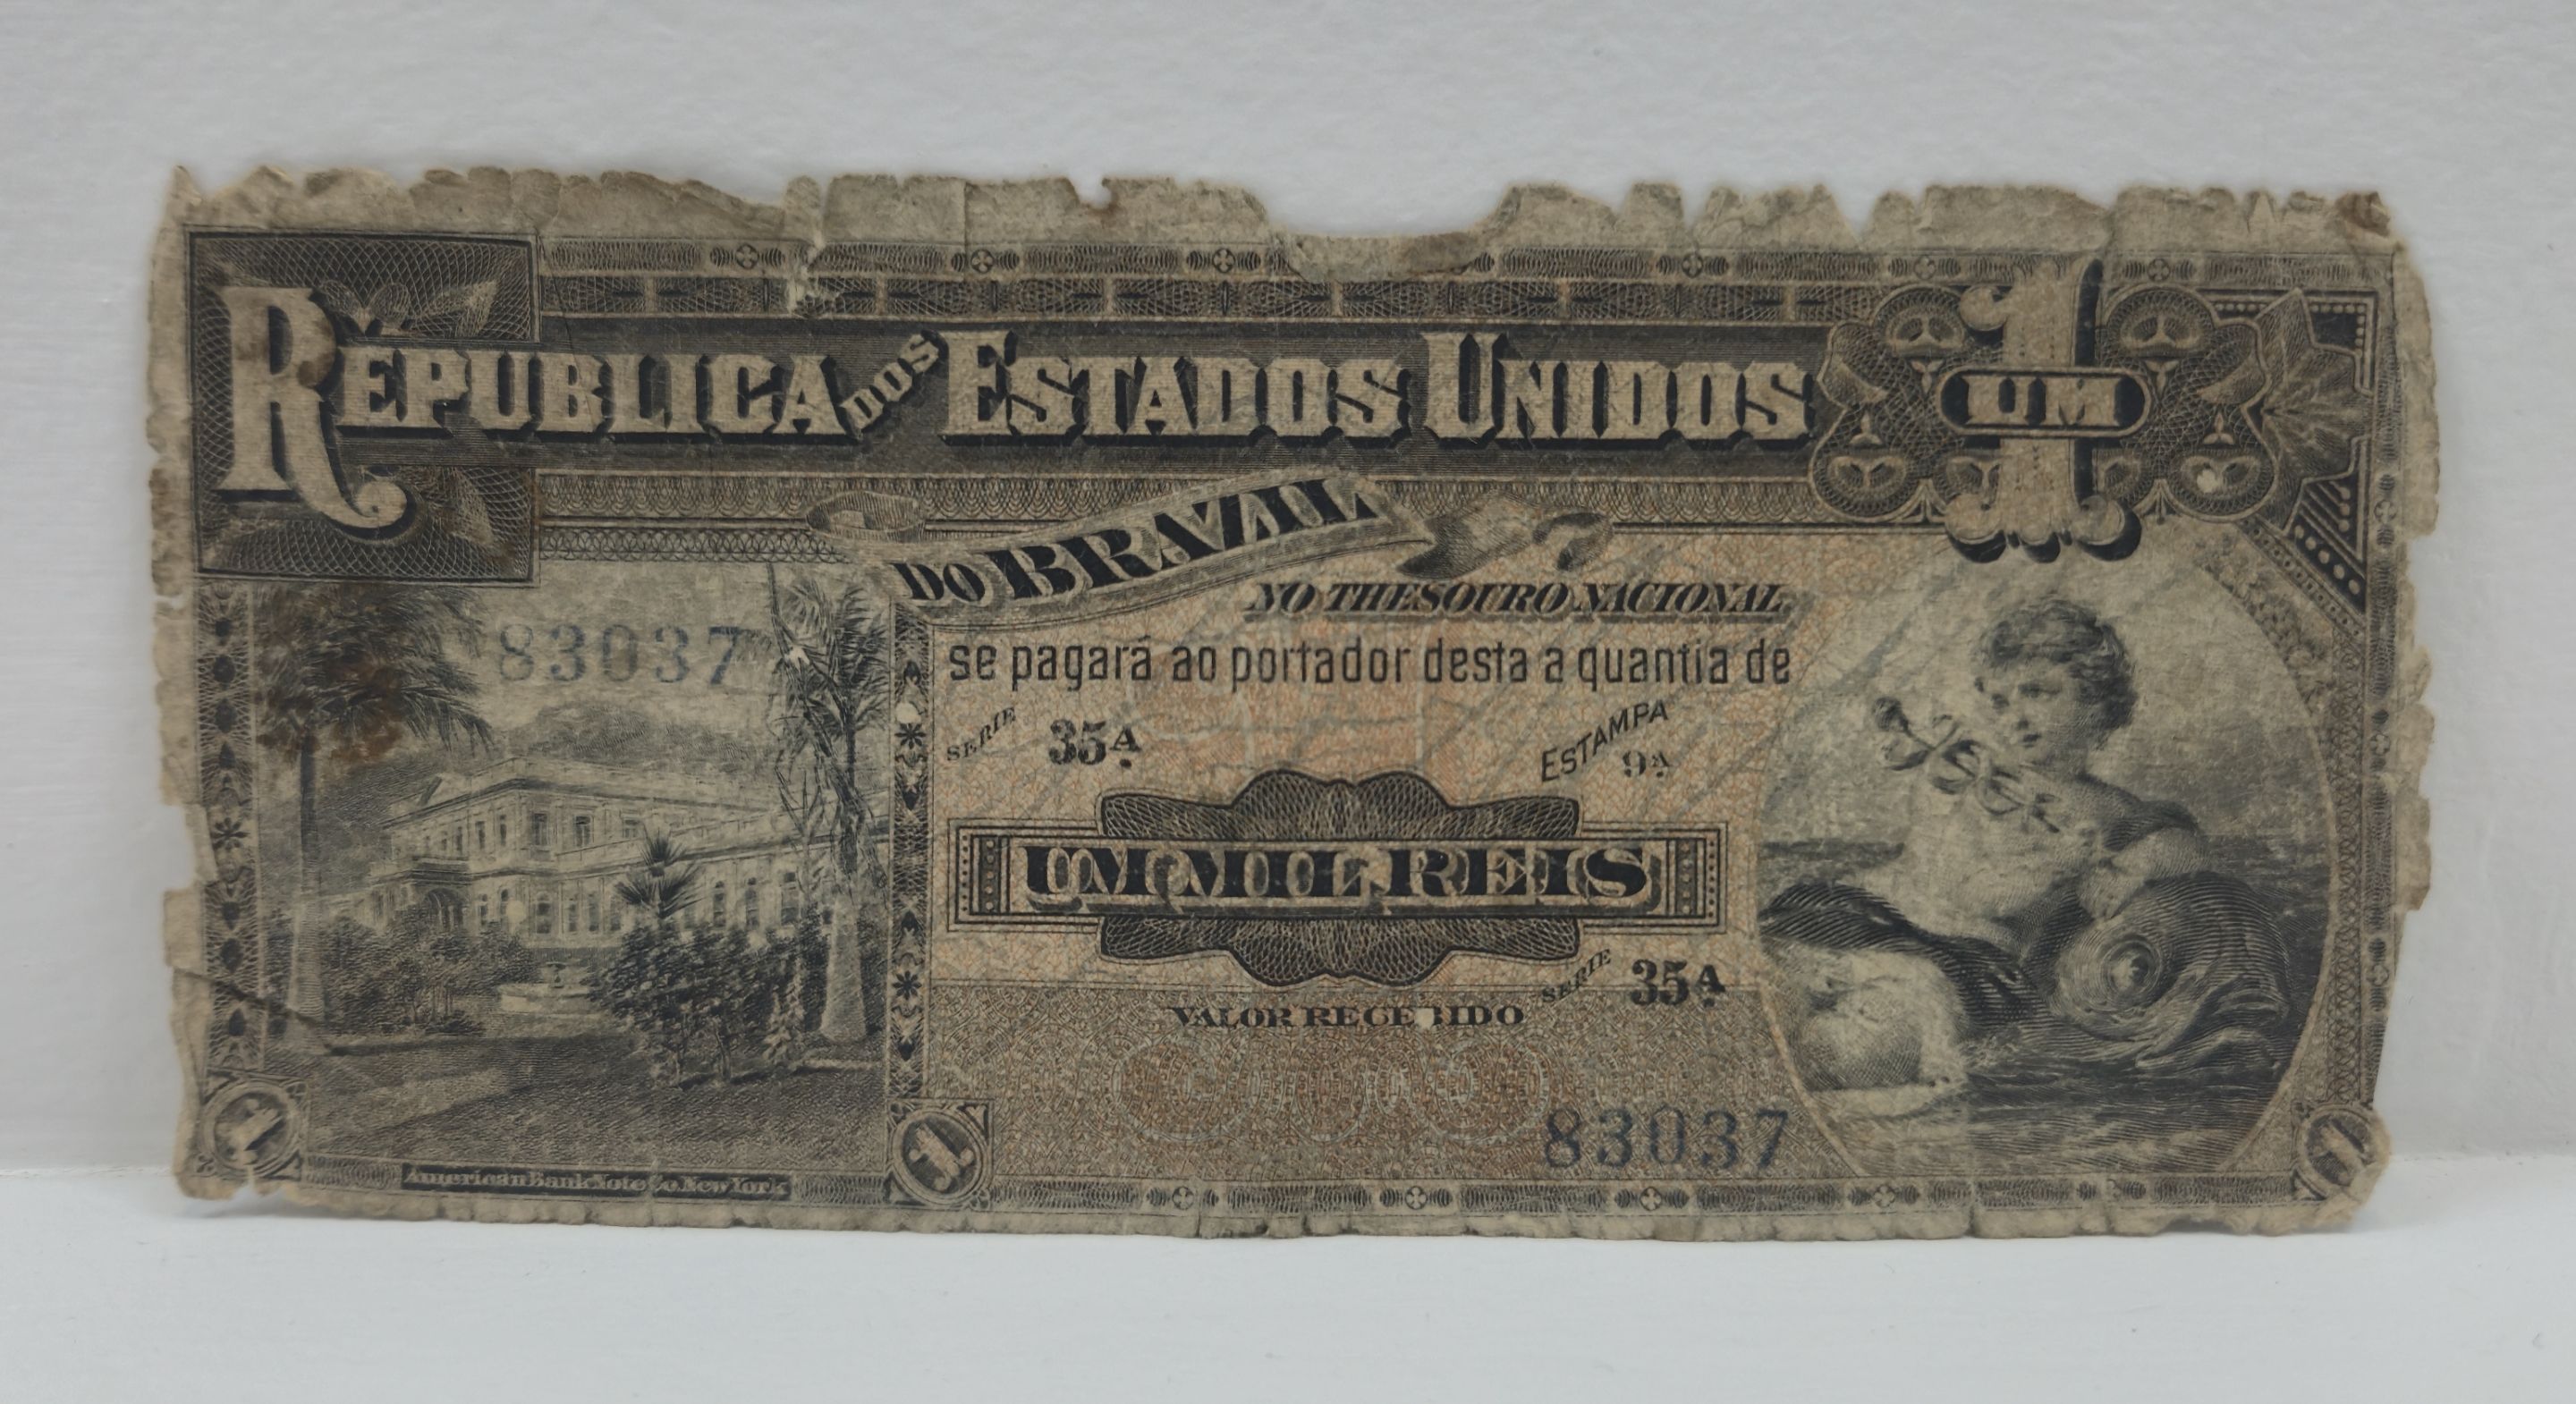 REPUBLICA DOS ESTADOS UNIDOS
1
UM
DO BRAZIL
NO THESOURO NACIONAL
83037
se pagará ao portador desta a quantia de
SERIE 35A.
ESTAMPA 9A.
UM MIL REIS
SERIE 35A.
VALOR RECEBIDO
83037
1
1
1
American Bank Note Co. New York